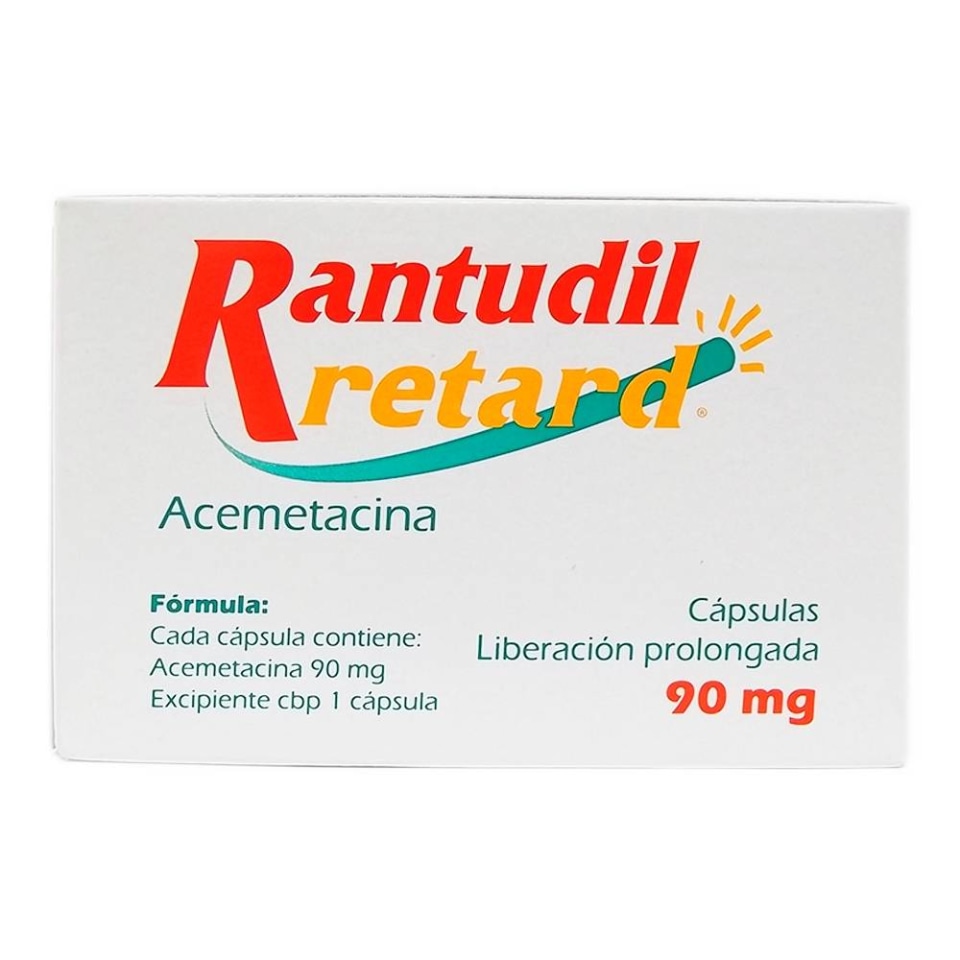 Rantudil
retard®
Acemetacina
Fórmula:
Cada cápsula contiene:
Acemetacina 90 mg
Excipiente cbp 1 cápsula
Cápsulas
Liberación prolongada
90 mg